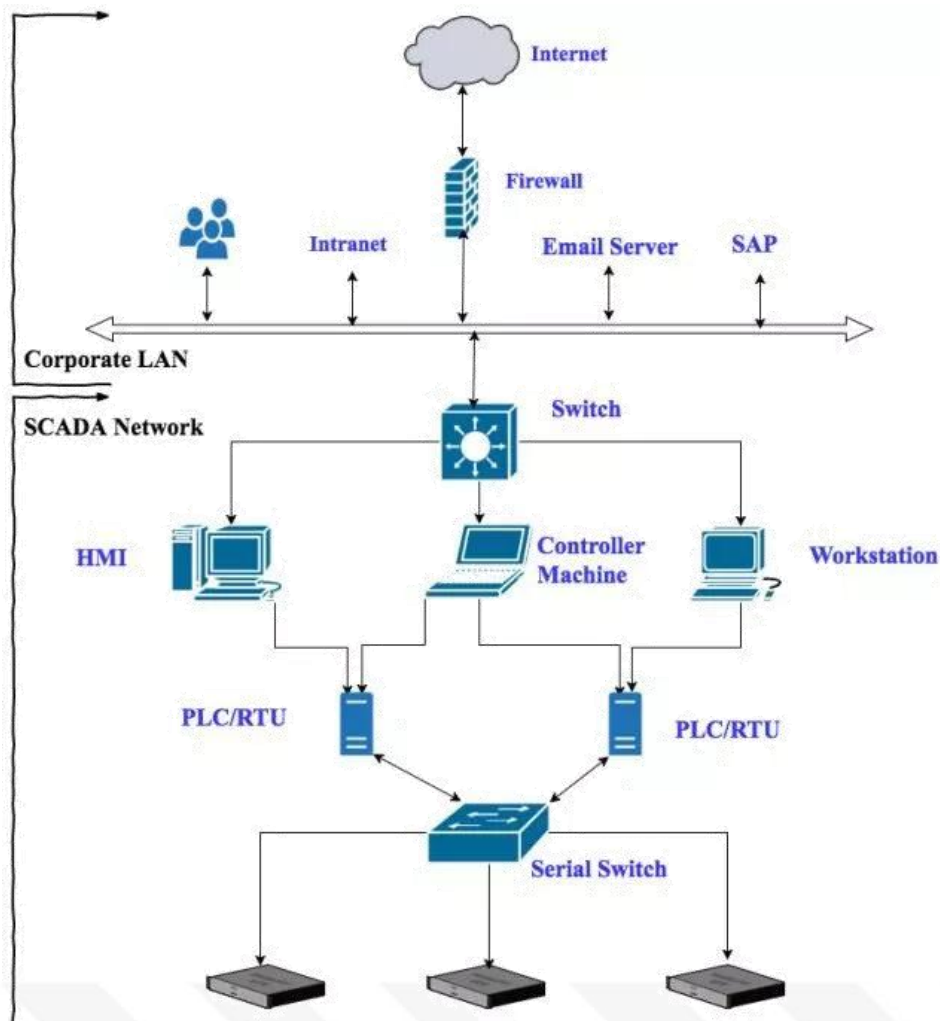 Internet
Firewall
Intranet
Email Server
SAP
Corporate LAN
SCADA Network
Switch
HMI
Controller
Machine
Workstation
PLC/RTU
PLC/RTU
Serial Switch